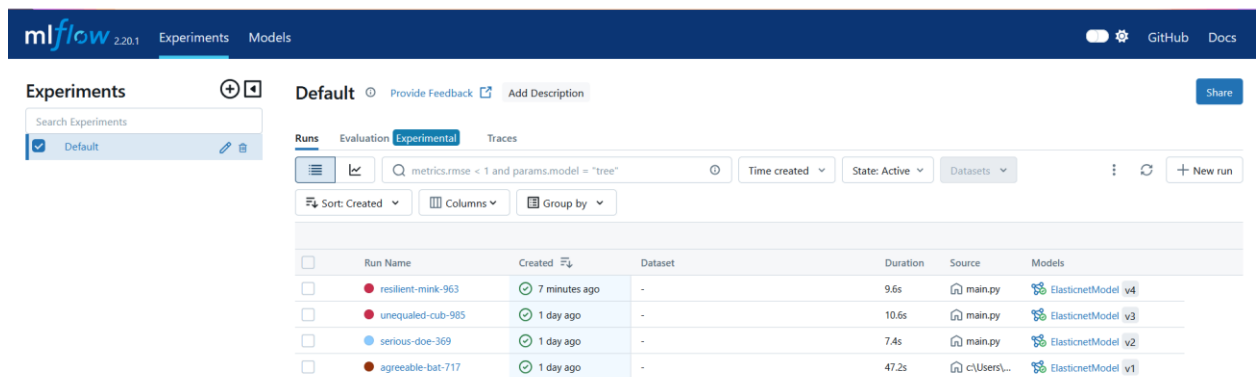 mlflow 2.20.1 Experiments Models GitHub Docs
Experiments
Search Experiments
Default
Default Provide Feedback Add Description Share
Runs Evaluation Experimental Traces
metrics.rmse < 1 and params.model = "tree" Time created State: Active Datasets New run
Sort: Created Columns Group by
Run Name Created Dataset Duration Source Models
resilient-mink-963 7 minutes ago - 9.6s main.py ElasticnetModel v4
unequaled-cub-985 1 day ago - 10.6s main.py ElasticnetModel v3
serious-doe-369 1 day ago - 7.4s main.py ElasticnetModel v2
agreeable-bat-717 1 day ago - 47.2s c\Users\... ElasticnetModel v1